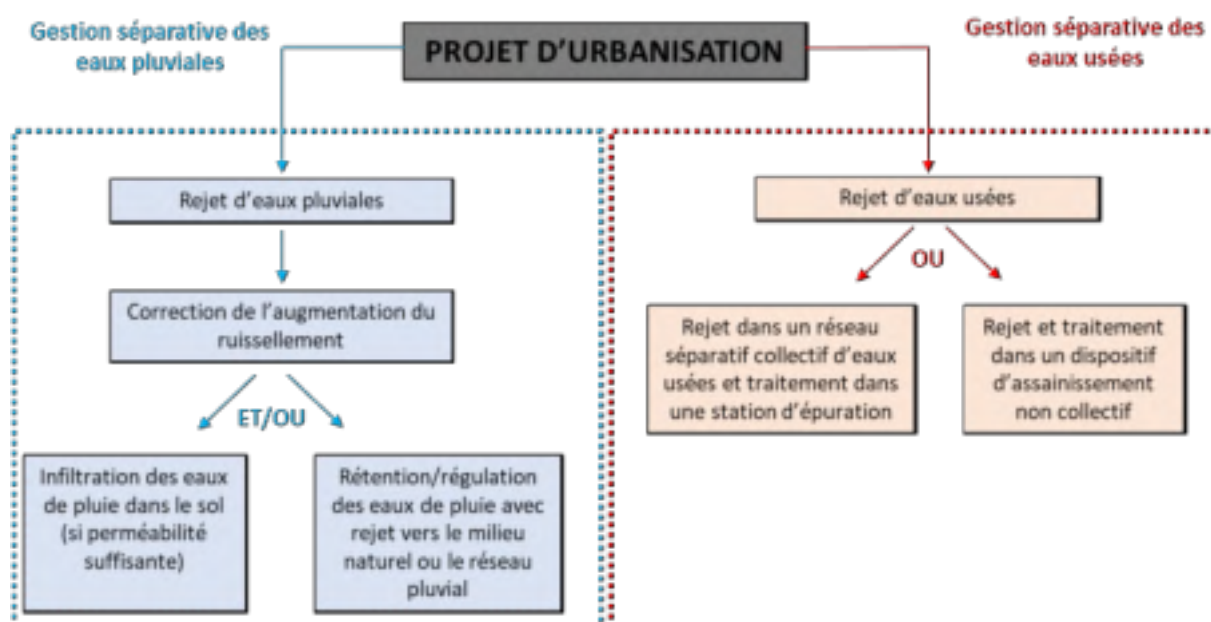 Gestion séparative des
eaux pluviales
PROJET D'URBANISATION
Gestion séparative des
eaux usées
Rejet d'eaux pluviales
Correction de l'augmentation du
ruissellement
ET/OU
Infiltration des eaux
de pluie dans le sol
(si perméabilité
suffisante)
Rétention/régulation
des eaux de pluie avec
rejet vers le milieu
naturel ou le réseau
pluvial
Rejet d'eaux usées
OU
Rejet dans un réseau
séparatif collectif d'eaux
usées et traitement dans
une station d'épuration
Rejet et traitement
dans un dispositif
d'assainissement
non collectif